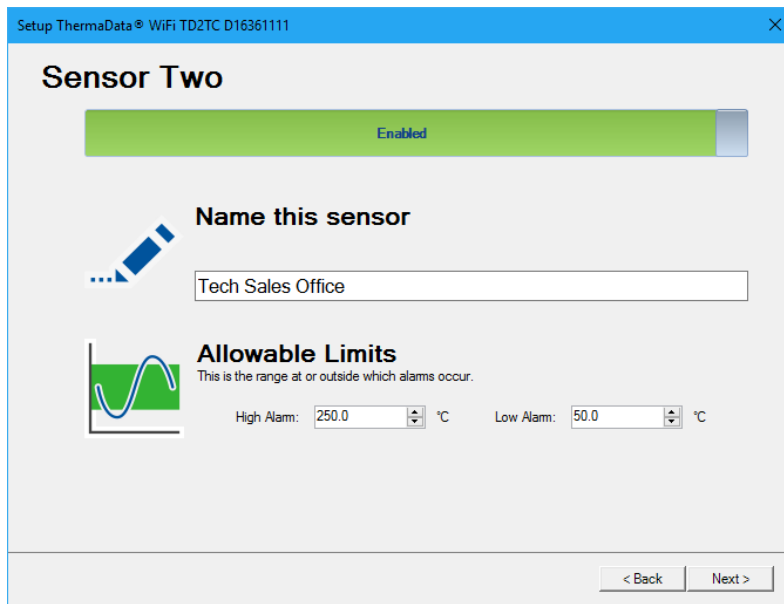 Setup ThermaData® WiFi TD2TC D16361111
Sensor Two
Enabled
Name this sensor
Tech Sales Office
Allowable Limits
This is the range at or outside which alarms occur.
High Alarm: 250.0 °C Low Alarm: 50.0 °C
< Back Next >